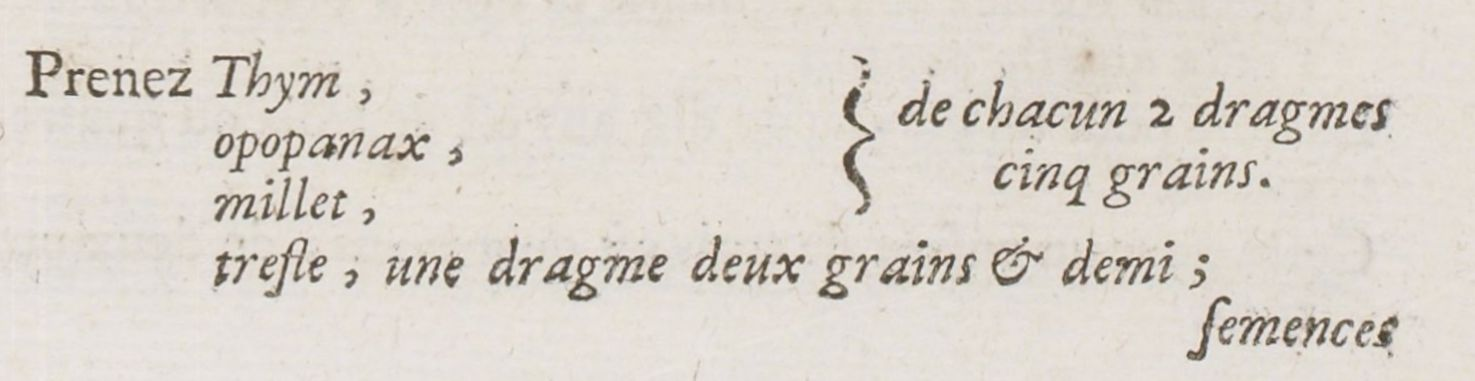 Prenez Thym ,
opopanax ,
millet ,
de chacun 2 dragmes
cinq grains.
trefle , une dragme deux grains & demi ;
ſemences